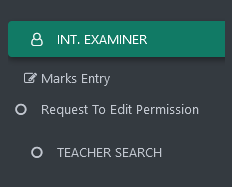 INT. EXAMINER
Marks Entry
Request To Edit Permission
TEACHER SEARCH